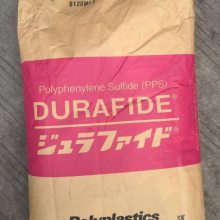 Polyphenylene Sulfide (PPS)
DURAFIDE®
ジュラファイド®
Polyplastics